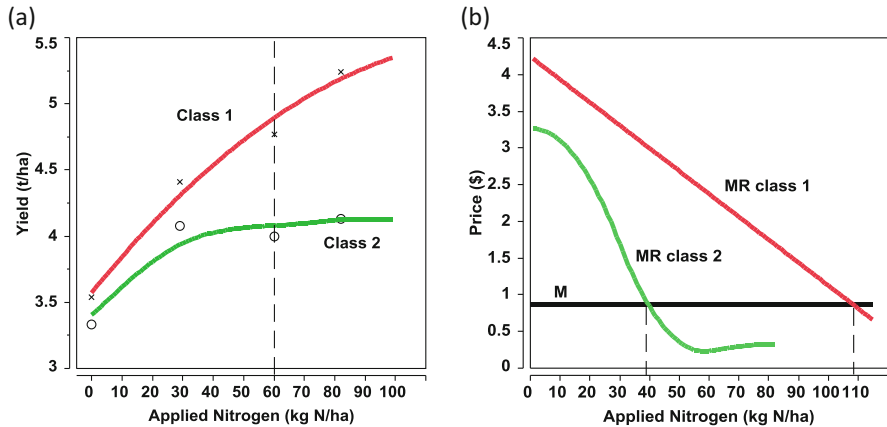 (a)
5.5
5
4.5
4
3.5
3
Yield (t/ha)
Class 1
Class 2
0 10 20 30 40 50 60 70 80 90 100
Applied Nitrogen (kg N/ha)
(b)
4.5
4
3.5
3
2.5
2
1.5
1
0.5
0
Price ($)
MR class 1
MR class 2
M
0 10 20 30 40 50 60 70 80 90 100 110
Applied Nitrogen (kg N/ha)